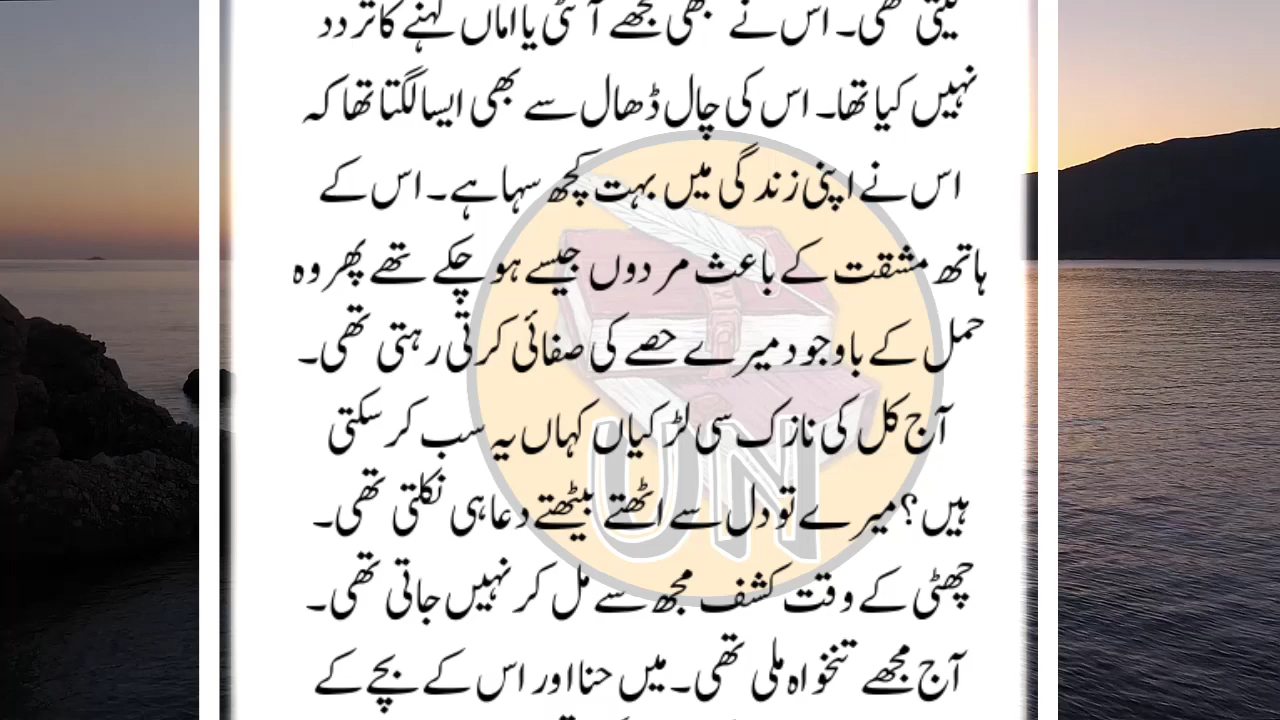 لیتی تھی۔ اس نے کبھی مجھے آنٹی یا اماں کہنے کا تردد
نہیں کیا تھا۔ اس کی چال ڈھال سے بھی ایسا لگتا تھا کہ
اس نے اپنی زندگی میں بہت کچھ سہا ہے۔ اس کے
ہاتھ مشقت کے باعث مردوں جیسے ہو چکے تھے پھر وہ
حمل کے باوجود میرے حصے کی صفائی کرتی رہتی تھی۔
آج کل کی نازک سی لڑکیاں کہاں یہ سب کر سکتی
ہیں؟ میرے تو دل سے اٹھتے بیٹھتے دعا ہی نکلتی تھی۔
چھٹی کے وقت کشف مجھ سے مل کر نہیں جاتی تھی۔
آج مجھے تنخواہ ملی تھی۔ میں حنا اور اس کے بچے کے
UN